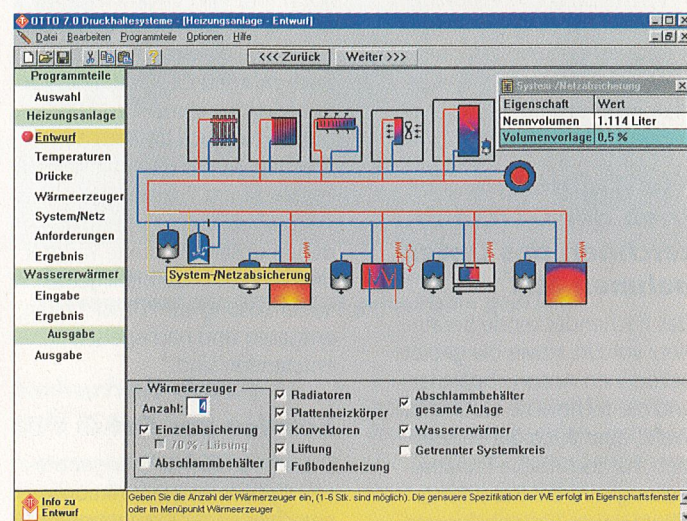 OTTO 7.0 Druckhaltesysteme - [Heizungsanlage - Entwurf]
Datei Bearbeiten Programmteile Optionen Hilfe
<<< Zurück Weiter >>>
Programmteile
Auswahl
Heizungsanlage
Entwurf
Temperaturen
Drücke
Wärmeerzeuger
System/Netz
Anforderungen
Ergebnis
Wassererwärmer
Eingabe
Ergebnis
Ausgabe
Ausgabe
System-/Netzabsicherung
Eigenschaft Wert
Nennvolumen 1.114 Liter
Volumenvorlage 0,5 %
System-/Netzabsicherung
Wärmeerzeuger
Anzahl: 4
Einzelabsicherung
70 % - Lösung
Abschlammbehälter
Radiatoren
Plattenheizkörper
Konvektoren
Lüftung
Fußbodenheizung
Abschlammbehälter
gesamte Anlage
Wassererwärmer
Getrennter Systemkreis
Info zu
Entwurf
Geben Sie die Anzahl der Wärmerzeuger ein, (1-6 Stk. sind möglich). Die genauere Spezifikation der WE erfolgt im Eigenschaftsfenster
oder im Menüpunkt Wärmeerzeuger